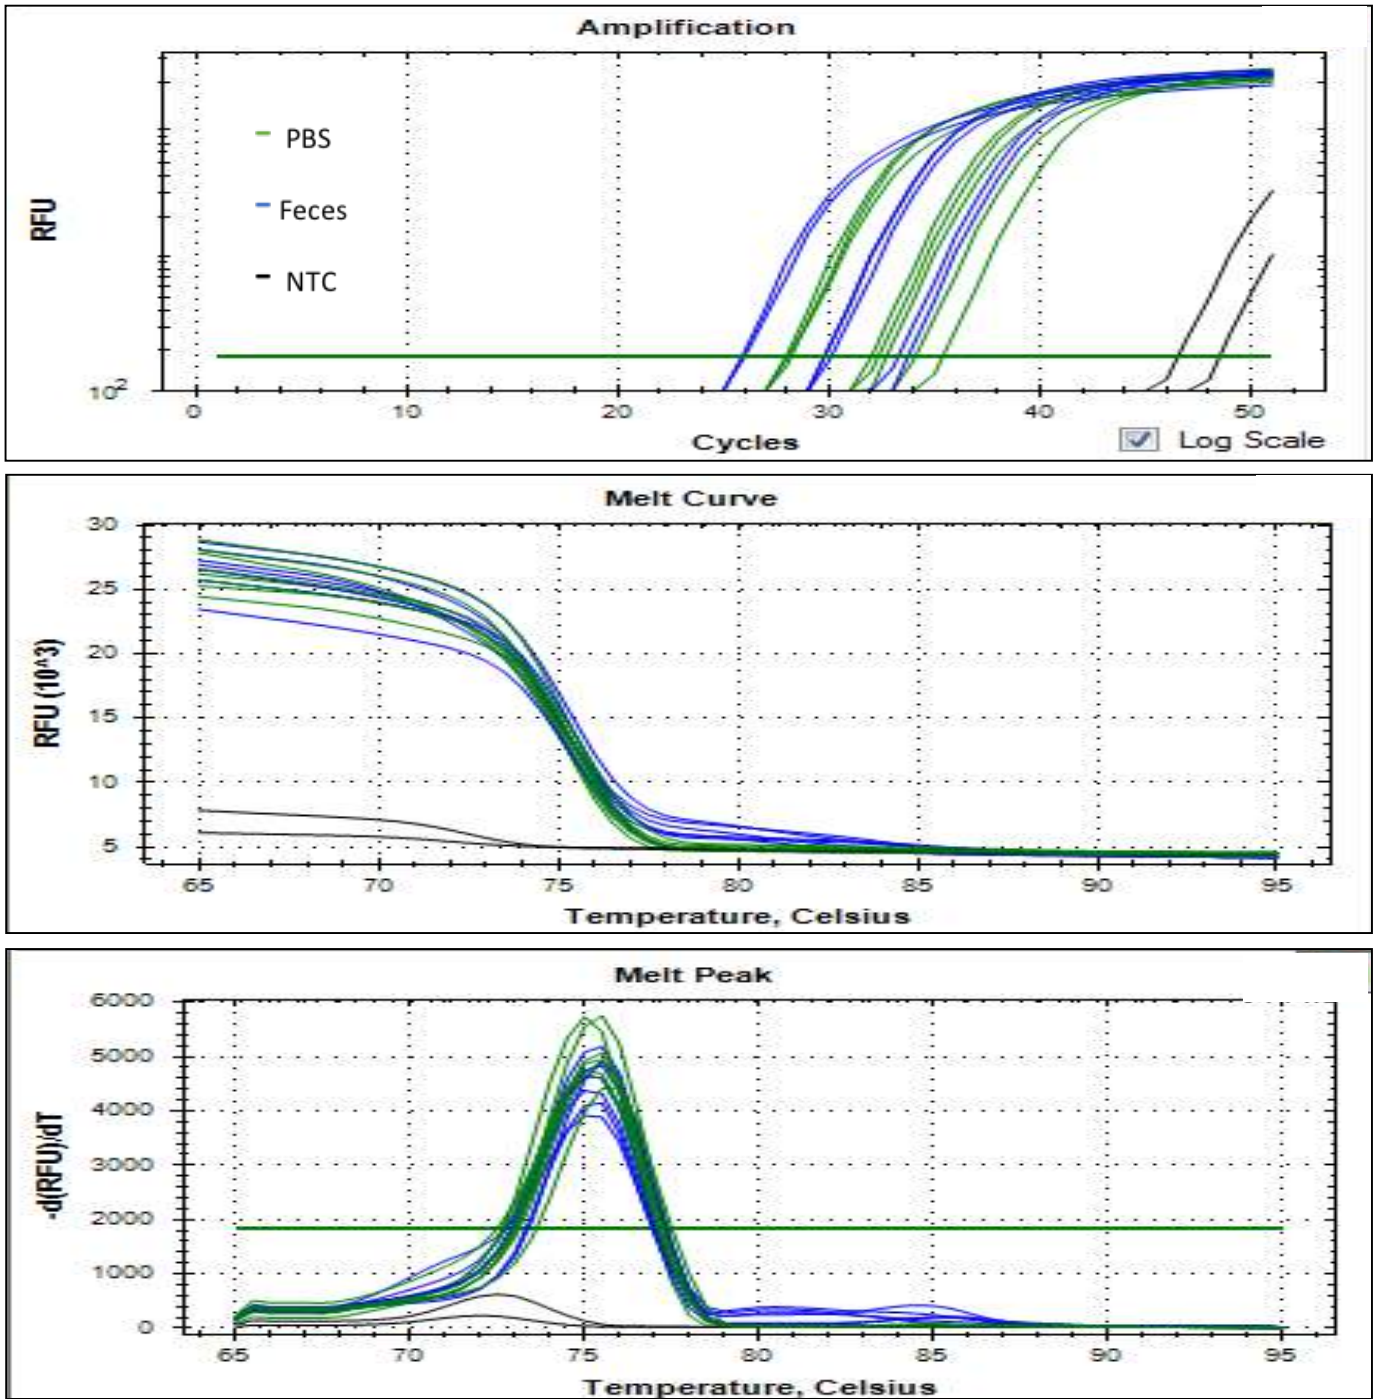 Amplification
PBS
Feces
NTC
RFU
10²
0 10 20 30 40 50
Cycles
Log Scale
Melt Curve
30
25
20
15
10
5
RFU (10^3)
65 70 75 80 85 90 95
Temperature, Celsius
Melt Peak
6000
5000
4000
3000
2000
1000
0
-d(RFU)/dT
65 70 75 80 85 90 95
Temperature, Celsius